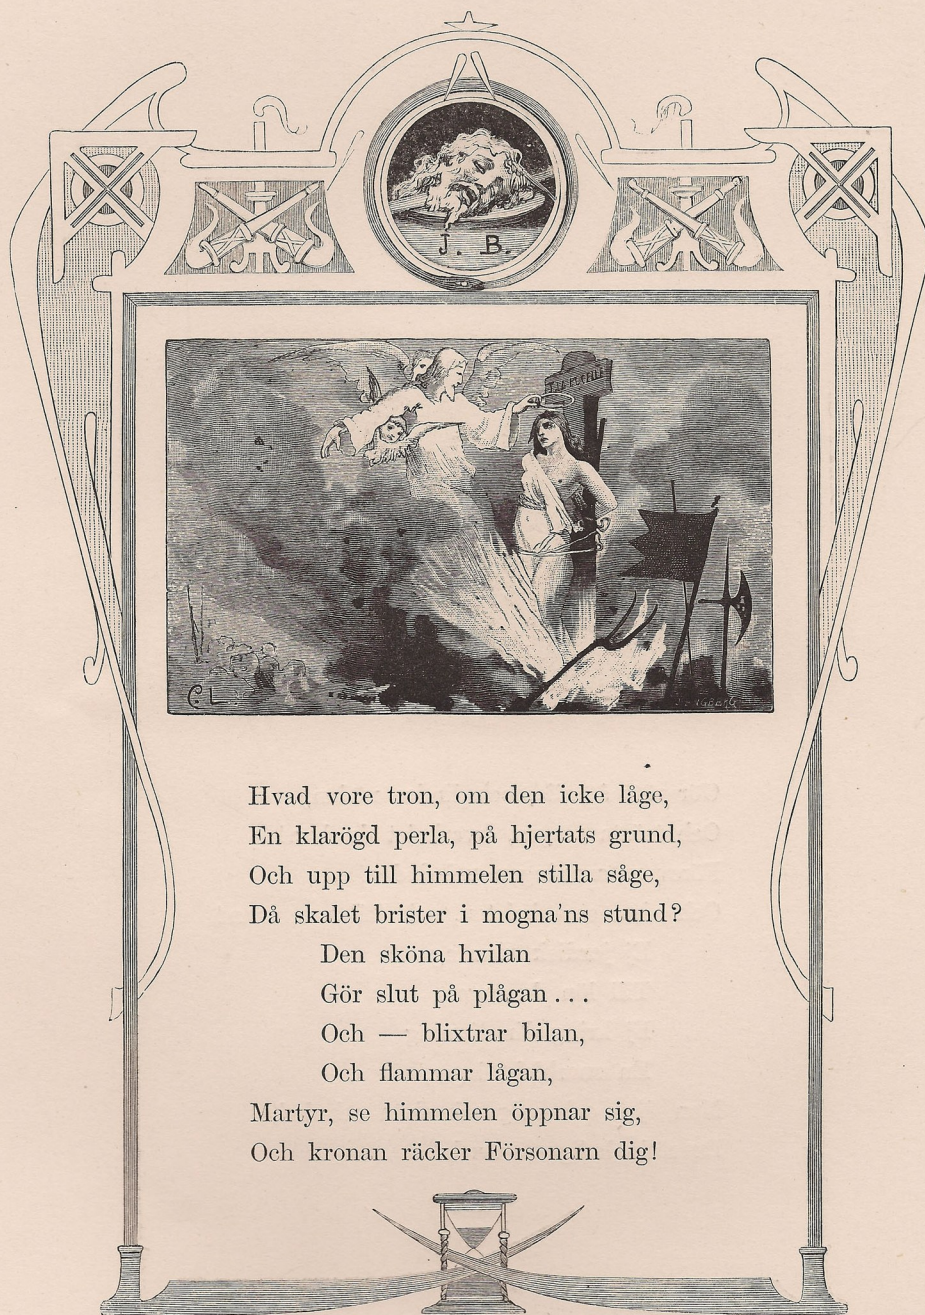 J. B.
C. L.
Hvad vore tron, om den icke låge,
En klarögd perla, på hjertats grund,
Och upp till himmelen stilla såge,
Då skalet brister i mogna'ns stund?
Den sköna hvilan
Gör slut på plågan...
Och — blixtrar bilan,
Och flammar lågan,
Martyr, se himmelen öppnar sig,
Och kronan räcker Försonarn dig!